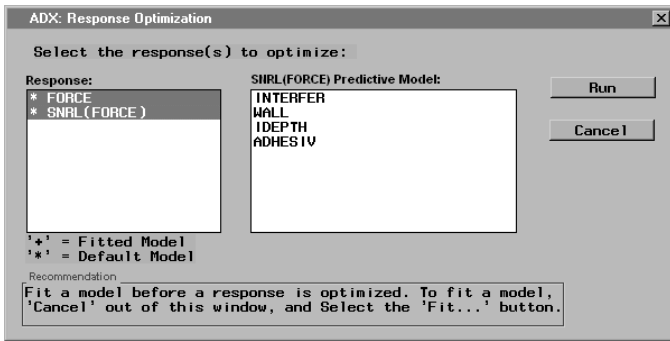 ADX: Response Optimization
Select the response(s) to optimize:
Response:
* FORCE
* SNRL(FORCE)
SNRL(FORCE) Predictive Model:
INTERFER
WALL
IDEPTH
ADHESIV
Run
Cancel
'+' = Fitted Model
'*' = Default Model
Recommendation
Fit a model before a response is optimized. To fit a model,
'Cancel' out of this window, and Select the 'Fit...' button.